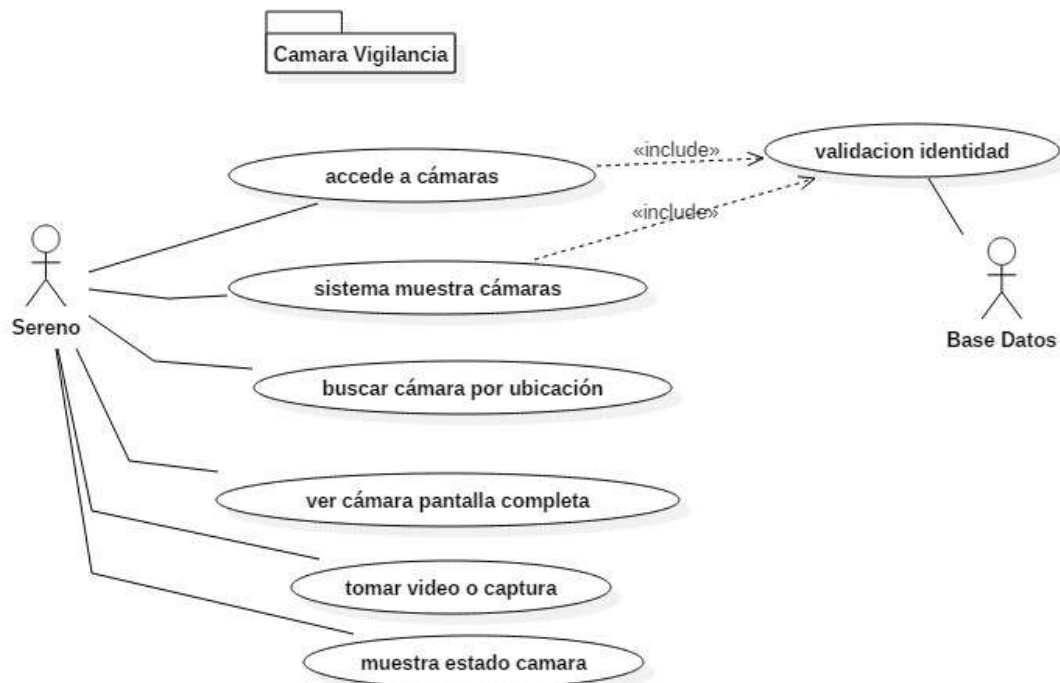 Camara Vigilancia
accede a cámaras
«include»
validacion identidad
«include»
sistema muestra cámaras
Sereno
Base Datos
buscar cámara por ubicación
ver cámara pantalla completa
tomar video o captura
muestra estado camara